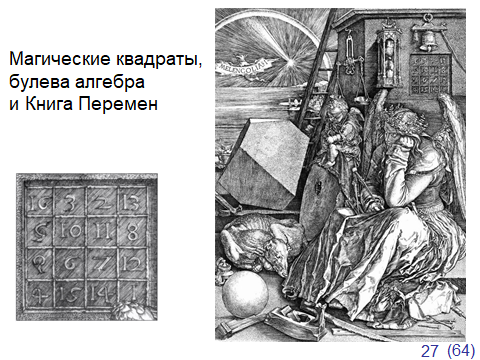 Магические квадраты,
булева алгебра
и Книга Перемен
MELENCOLIA I
16 3 2 13
5 10 11 8
9 6 7 12
4 15 14 1
27 (64)